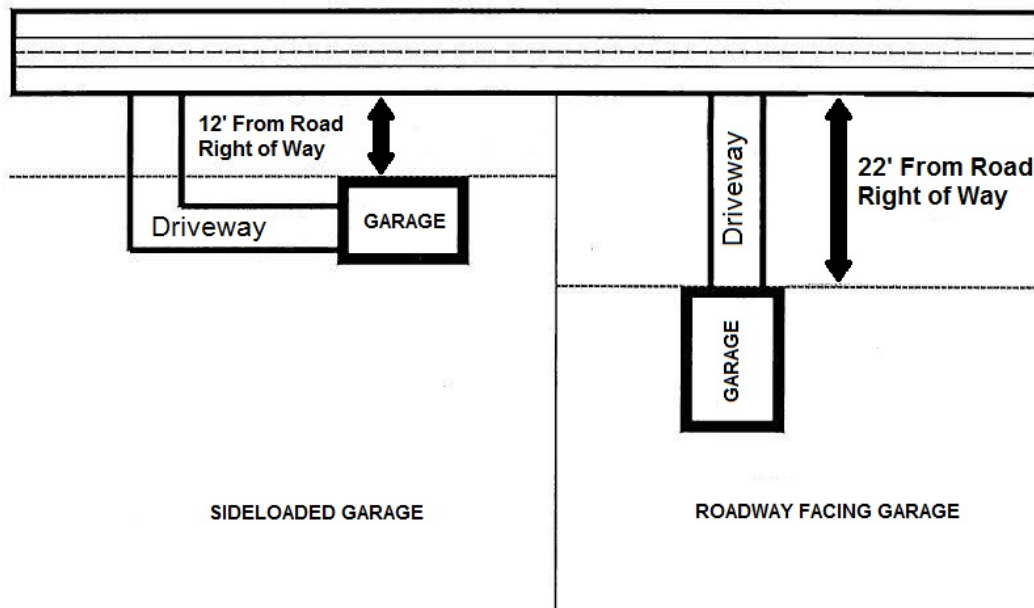 12' From Road
Right of Way
Driveway
GARAGE
SIDELOADED GARAGE
Driveway
22' From Road
Right of Way
GARAGE
ROADWAY FACING GARAGE